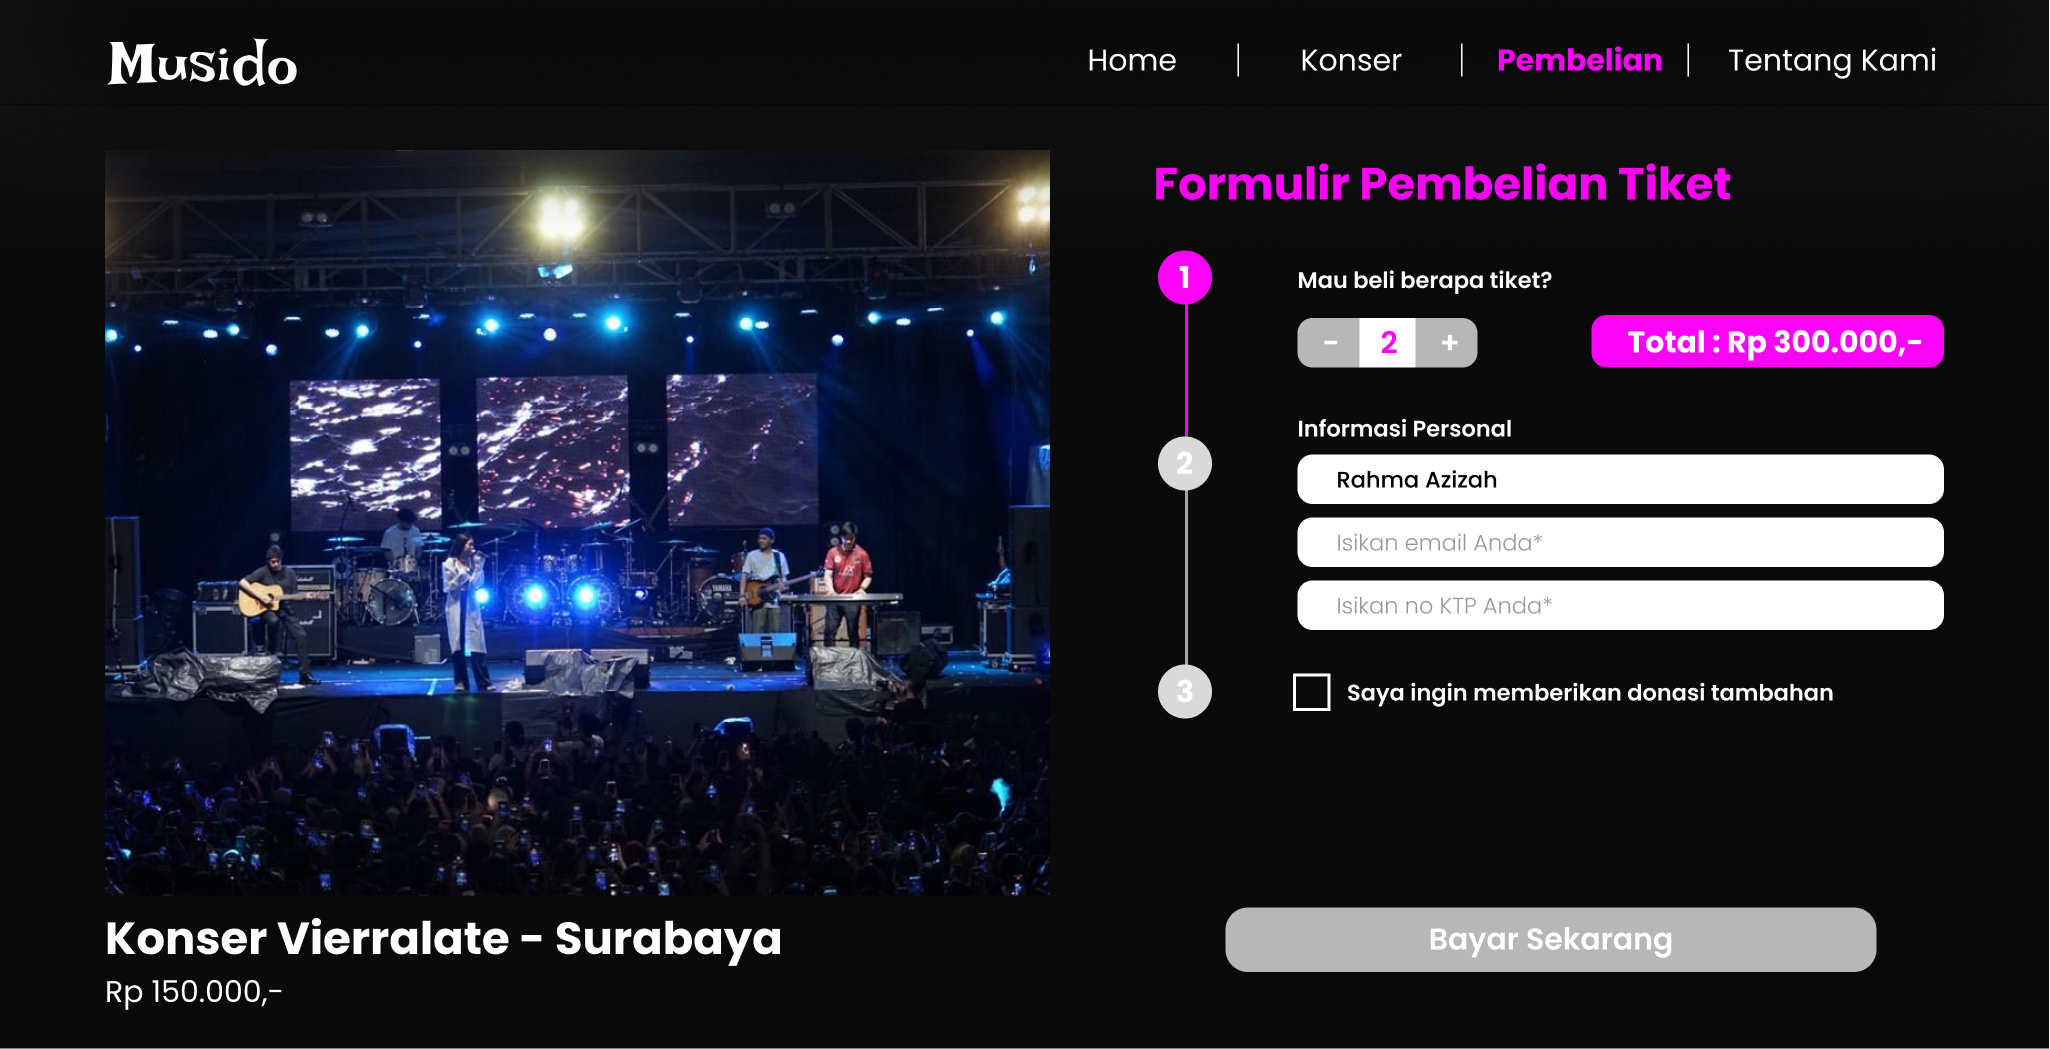 Musido
Home
Konser
Pembelian
Tentang Kami
Formulir Pembelian Tiket
1
Mau beli berapa tiket?
- 2 +
Total : Rp 300.000,-
Informasi Personal
2
Rahma Azizah
Isikan email Anda*
Isikan no KTP Anda*
3
Saya ingin memberikan donasi tambahan
YAMAHA
Konser Vierralate - Surabaya
Rp 150.000,-
Bayar Sekarang